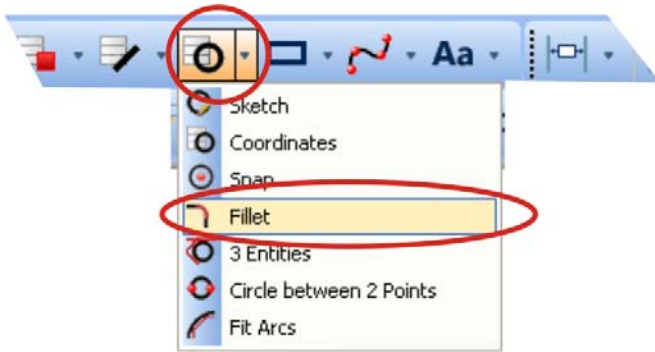 Aa
Sketch
Coordinates
Snap
Fillet
3 Entities
Circle between 2 Points
Fit Arcs